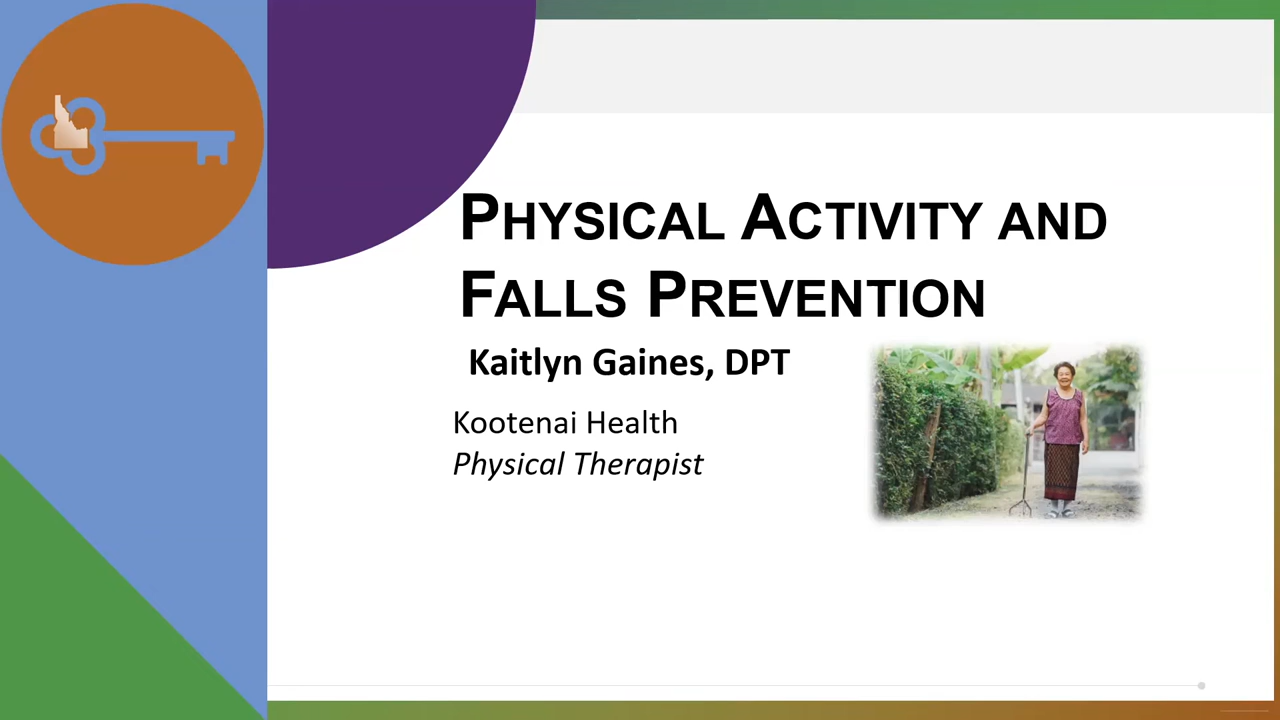 Physical Activity and
Falls Prevention
Kaitlyn Gaines, DPT
Kootenai Health
Physical Therapist